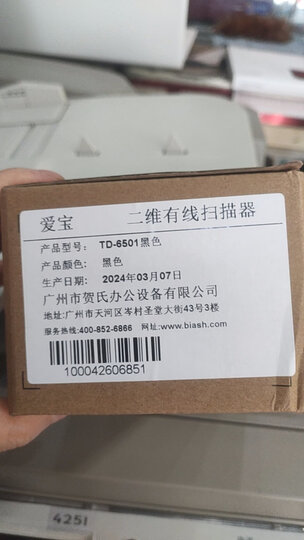 爱宝 二维有线扫描器
产品型号: TD-6501黑色
产品颜色: 黑色
生产日期: 2024年03月07日
广州市贺氏办公设备有限公司
地址:广州市天河区岑村圣堂大街43号3楼
服务热线:400-852-6866 网址:www.biash.com
100042606851
4251